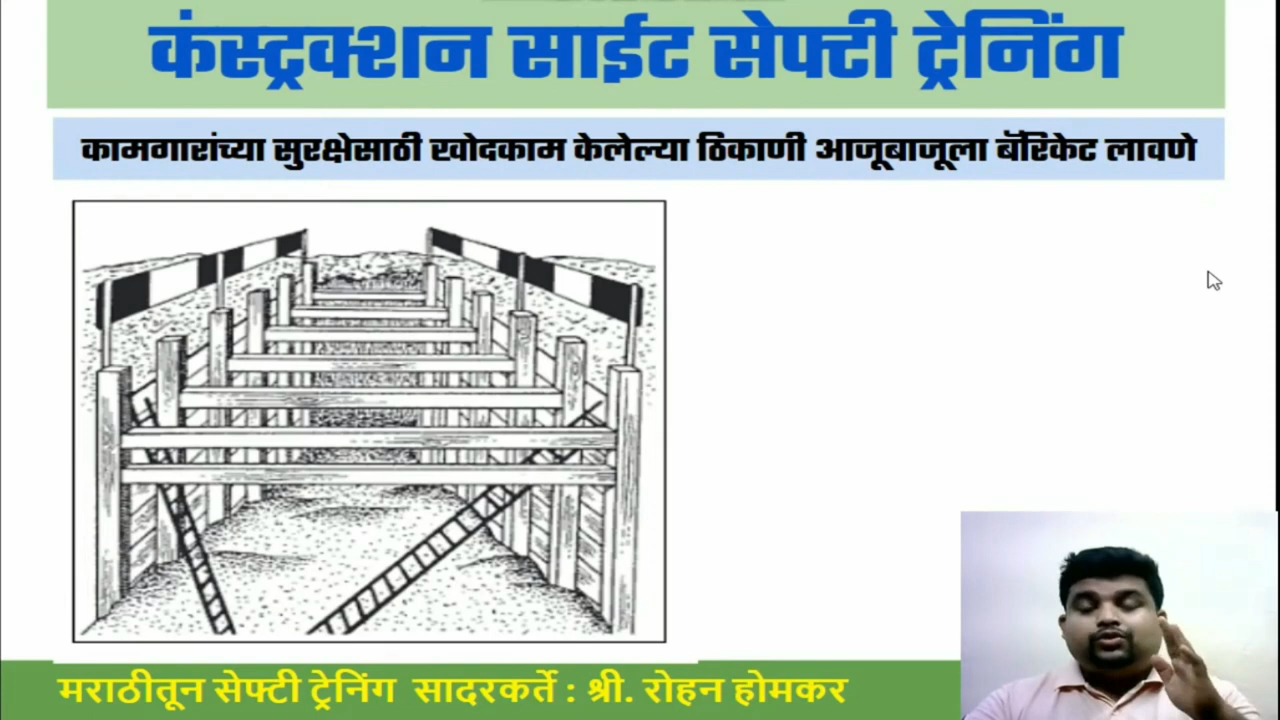 कंस्ट्रक्शन साईट सेफ्टी ट्रेनिंग
कामगारांच्या सुरक्षेसाठी खोदकाम केलेल्या ठिकाणी आजूबाजूला बॅरिकेट लावणे
मराठीतून सेफ्टी ट्रेनिंग सादरकर्ते : श्री. रोहन होमकर